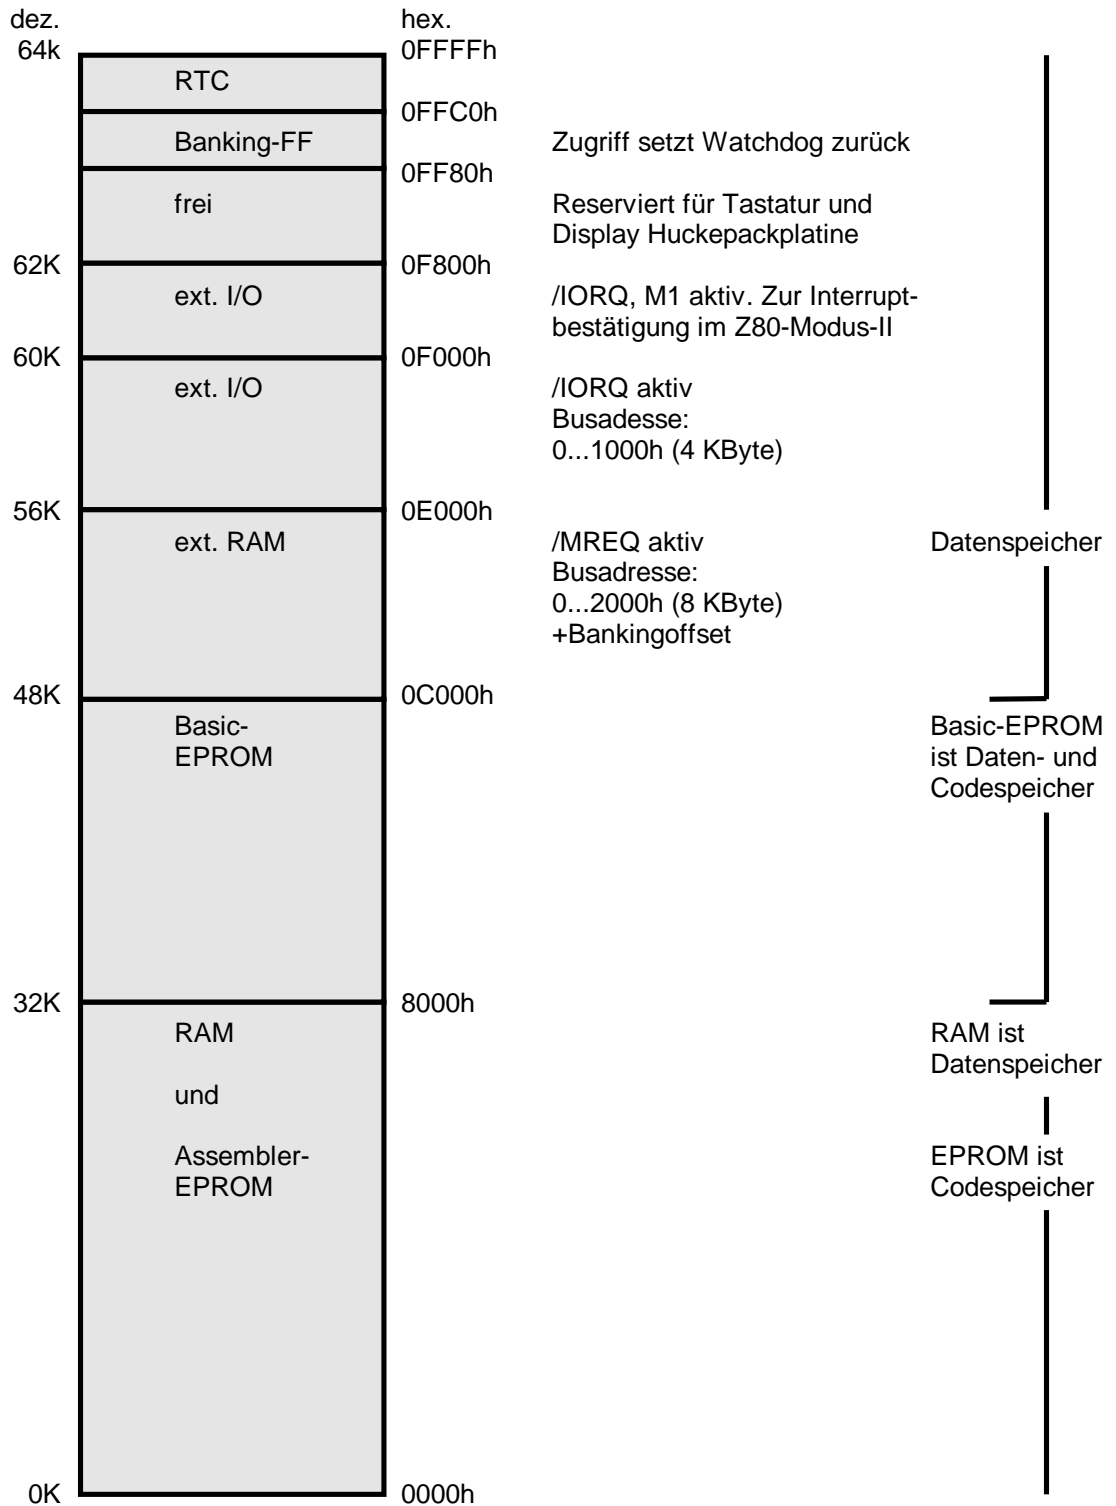 dez. hex.
64k 0FFFFh
RTC
0FFC0h
Banking-FF Zugriff setzt Watchdog zurück
0FF80h
frei Reserviert für Tastatur und
Display Huckepackplatine
62K 0F800h
ext. I/O /IORQ, M1 aktiv. Zur Interrupt-
bestätigung im Z80-Modus-II
60K 0F000h
ext. I/O /IORQ aktiv
Busadesse:
0...1000h (4 KByte)
56K 0E000h
ext. RAM /MREQ aktiv Datenspeicher
Busadresse:
0...2000h (8 KByte)
+Bankingoffset
48K 0C000h
Basic- Basic-EPROM
EPROM ist Daten- und
Codespeicher
32K 8000h
RAM RAM ist
Datenspeicher
und
Assembler- EPROM ist
EPROM Codespeicher
0K 0000h